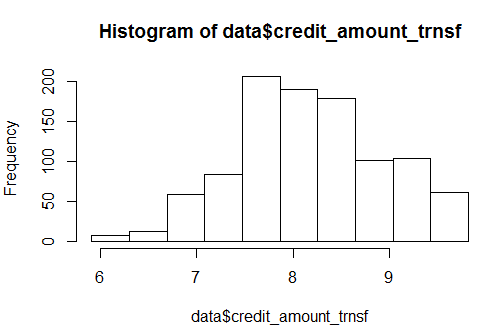 Histogram of data$credit_amount_trnsf
Frequency
200
150
100
50
0
6 7 8 9
data$credit_amount_trnsf